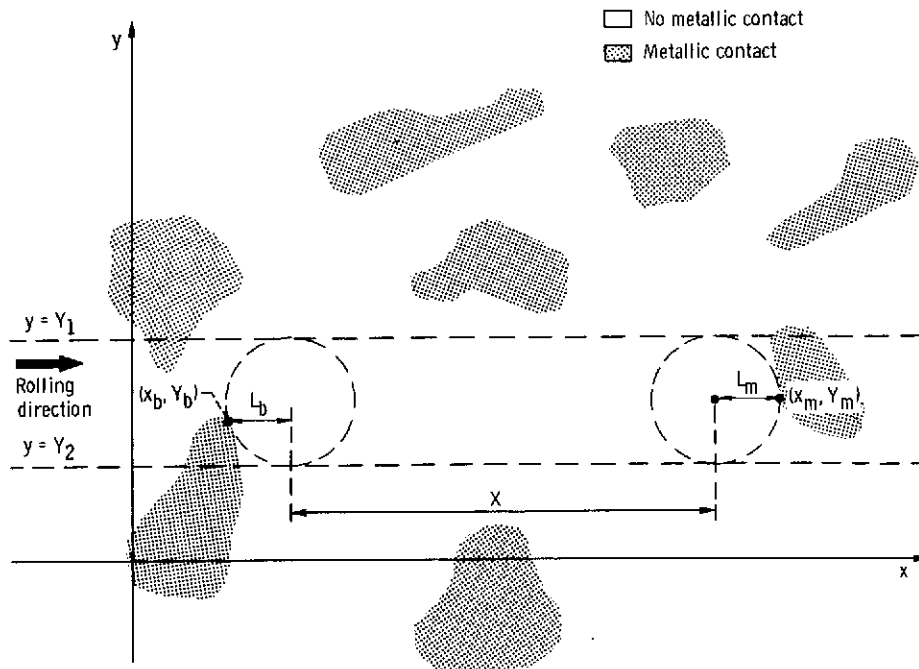 No metallic contact
Metallic contact
y
y = Y1
Rolling
direction
(xb, Yb)
Lb
Lm
(xm, Ym)
y = Y2
X
x